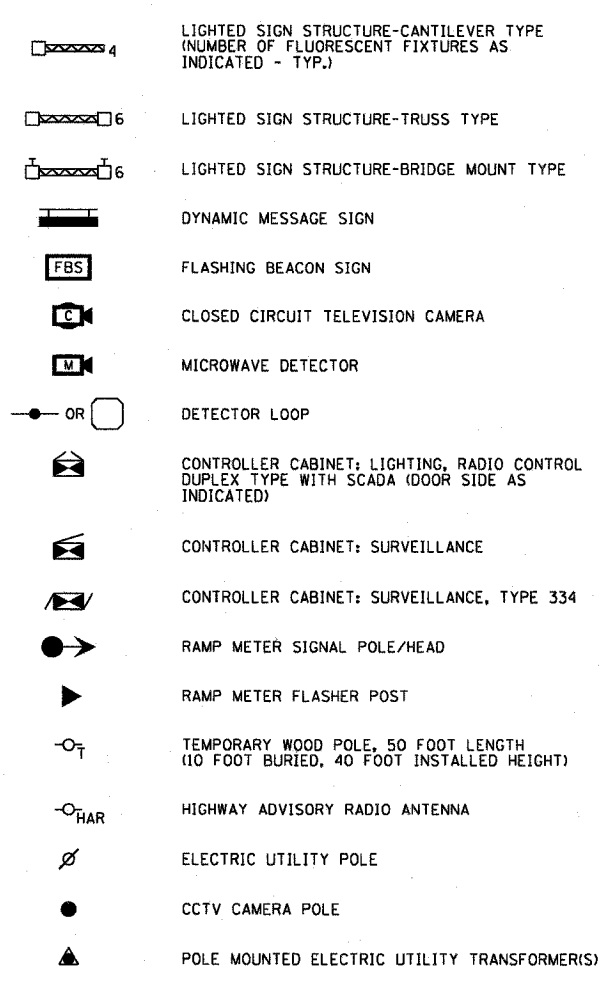 4 LIGHTED SIGN STRUCTURE-CANTILEVER TYPE
(NUMBER OF FLUORESCENT FIXTURES AS
INDICATED - TYP.)
6 LIGHTED SIGN STRUCTURE-TRUSS TYPE
6 LIGHTED SIGN STRUCTURE-BRIDGE MOUNT TYPE
DYNAMIC MESSAGE SIGN
FBS FLASHING BEACON SIGN
C CLOSED CIRCUIT TELEVISION CAMERA
M MICROWAVE DETECTOR
OR DETECTOR LOOP
CONTROLLER CABINET: LIGHTING, RADIO CONTROL
DUPLEX TYPE WITH SCADA (DOOR SIDE AS
INDICATED)
CONTROLLER CABINET: SURVEILLANCE
CONTROLLER CABINET: SURVEILLANCE, TYPE 334
RAMP METER SIGNAL POLE/HEAD
RAMP METER FLASHER POST
T TEMPORARY WOOD POLE, 50 FOOT LENGTH
(10 FOOT BURIED, 40 FOOT INSTALLED HEIGHT)
HAR HIGHWAY ADVISORY RADIO ANTENNA
ELECTRIC UTILITY POLE
CCTV CAMERA POLE
POLE MOUNTED ELECTRIC UTILITY TRANSFORMER(S)